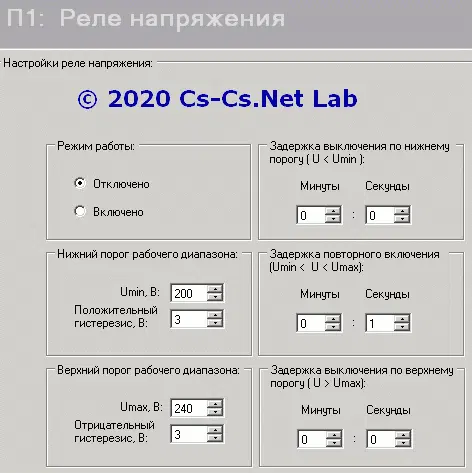 П1: Реле напряжения
Настройки реле напряжения:
© 2020 Cs-Cs.Net Lab
Режим работы:
Отключено
Включено
Задержка выключения по нижнему
порогу ( U < Umin ):
Минуты Секунды
0 : 0
Нижний порог рабочего диапазона:
Umin, В: 200
Положительный
гистерезис, В: 3
Задержка повторного включения
(Umin < U < Umax):
Минуты Секунды
0 : 1
Верхний порог рабочего диапазона:
Umax, В: 240
Отрицательный
гистерезис, В: 3
Задержка выключения по верхнему
порогу ( U > Umax):
Минуты Секунды
0 : 0